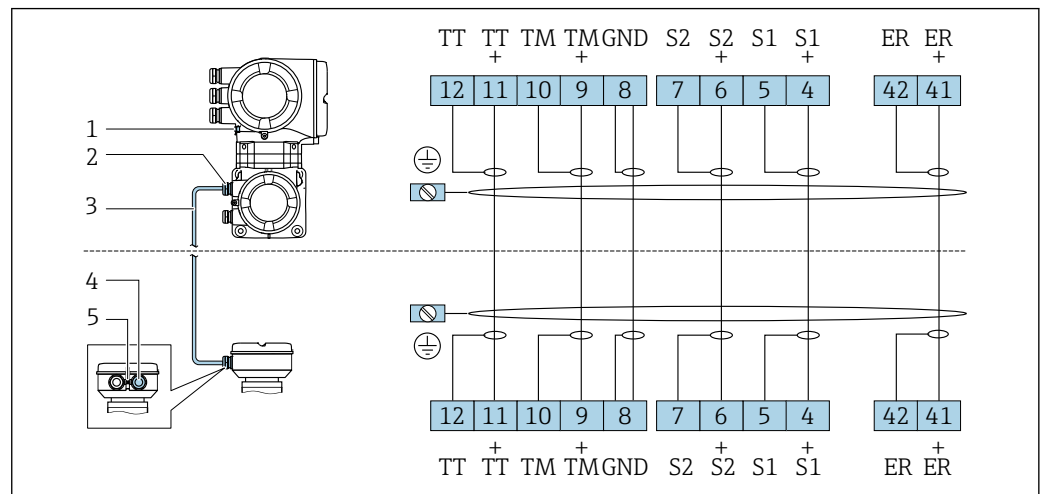 TT TT TM TM GND S2 S2 S1 S1 ER ER
+ + + + +
12 11 10 9 8 7 6 5 4 42 41
1
2
3
4
5
12 11 10 9 8 7 6 5 4 42 41
+ + + + +
TT TT TM TM GND S2 S2 S1 S1 ER ER